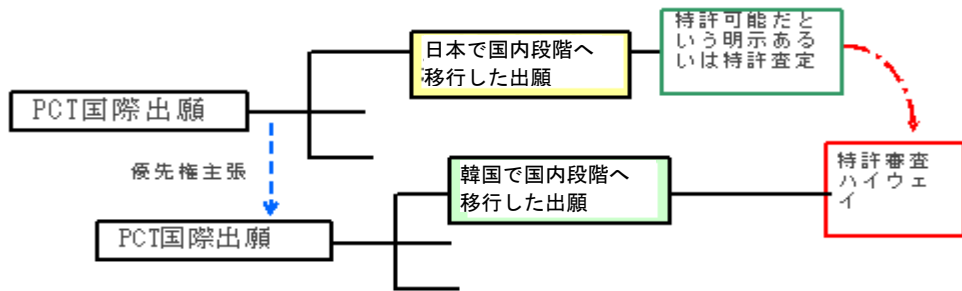 日本で国内段階へ
移行した出願
特許可能だと
いう明示ある
いは特許査定
PCT国際出願
優先権主張
韓国で国内段階へ
移行した出願
特許審査
ハイウェ
イ
PCT国際出願